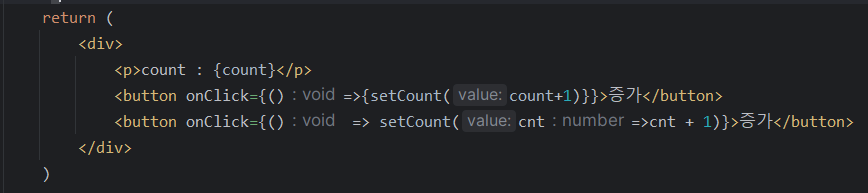 return (
<div>
<p>count : {count}</p>
<button onClick={() : void =>{setCount( value: count+1)}}>증가</button>
<button onClick={() : void => setCount( value: cnt : number =>cnt + 1)}>증가</button>
</div>
)